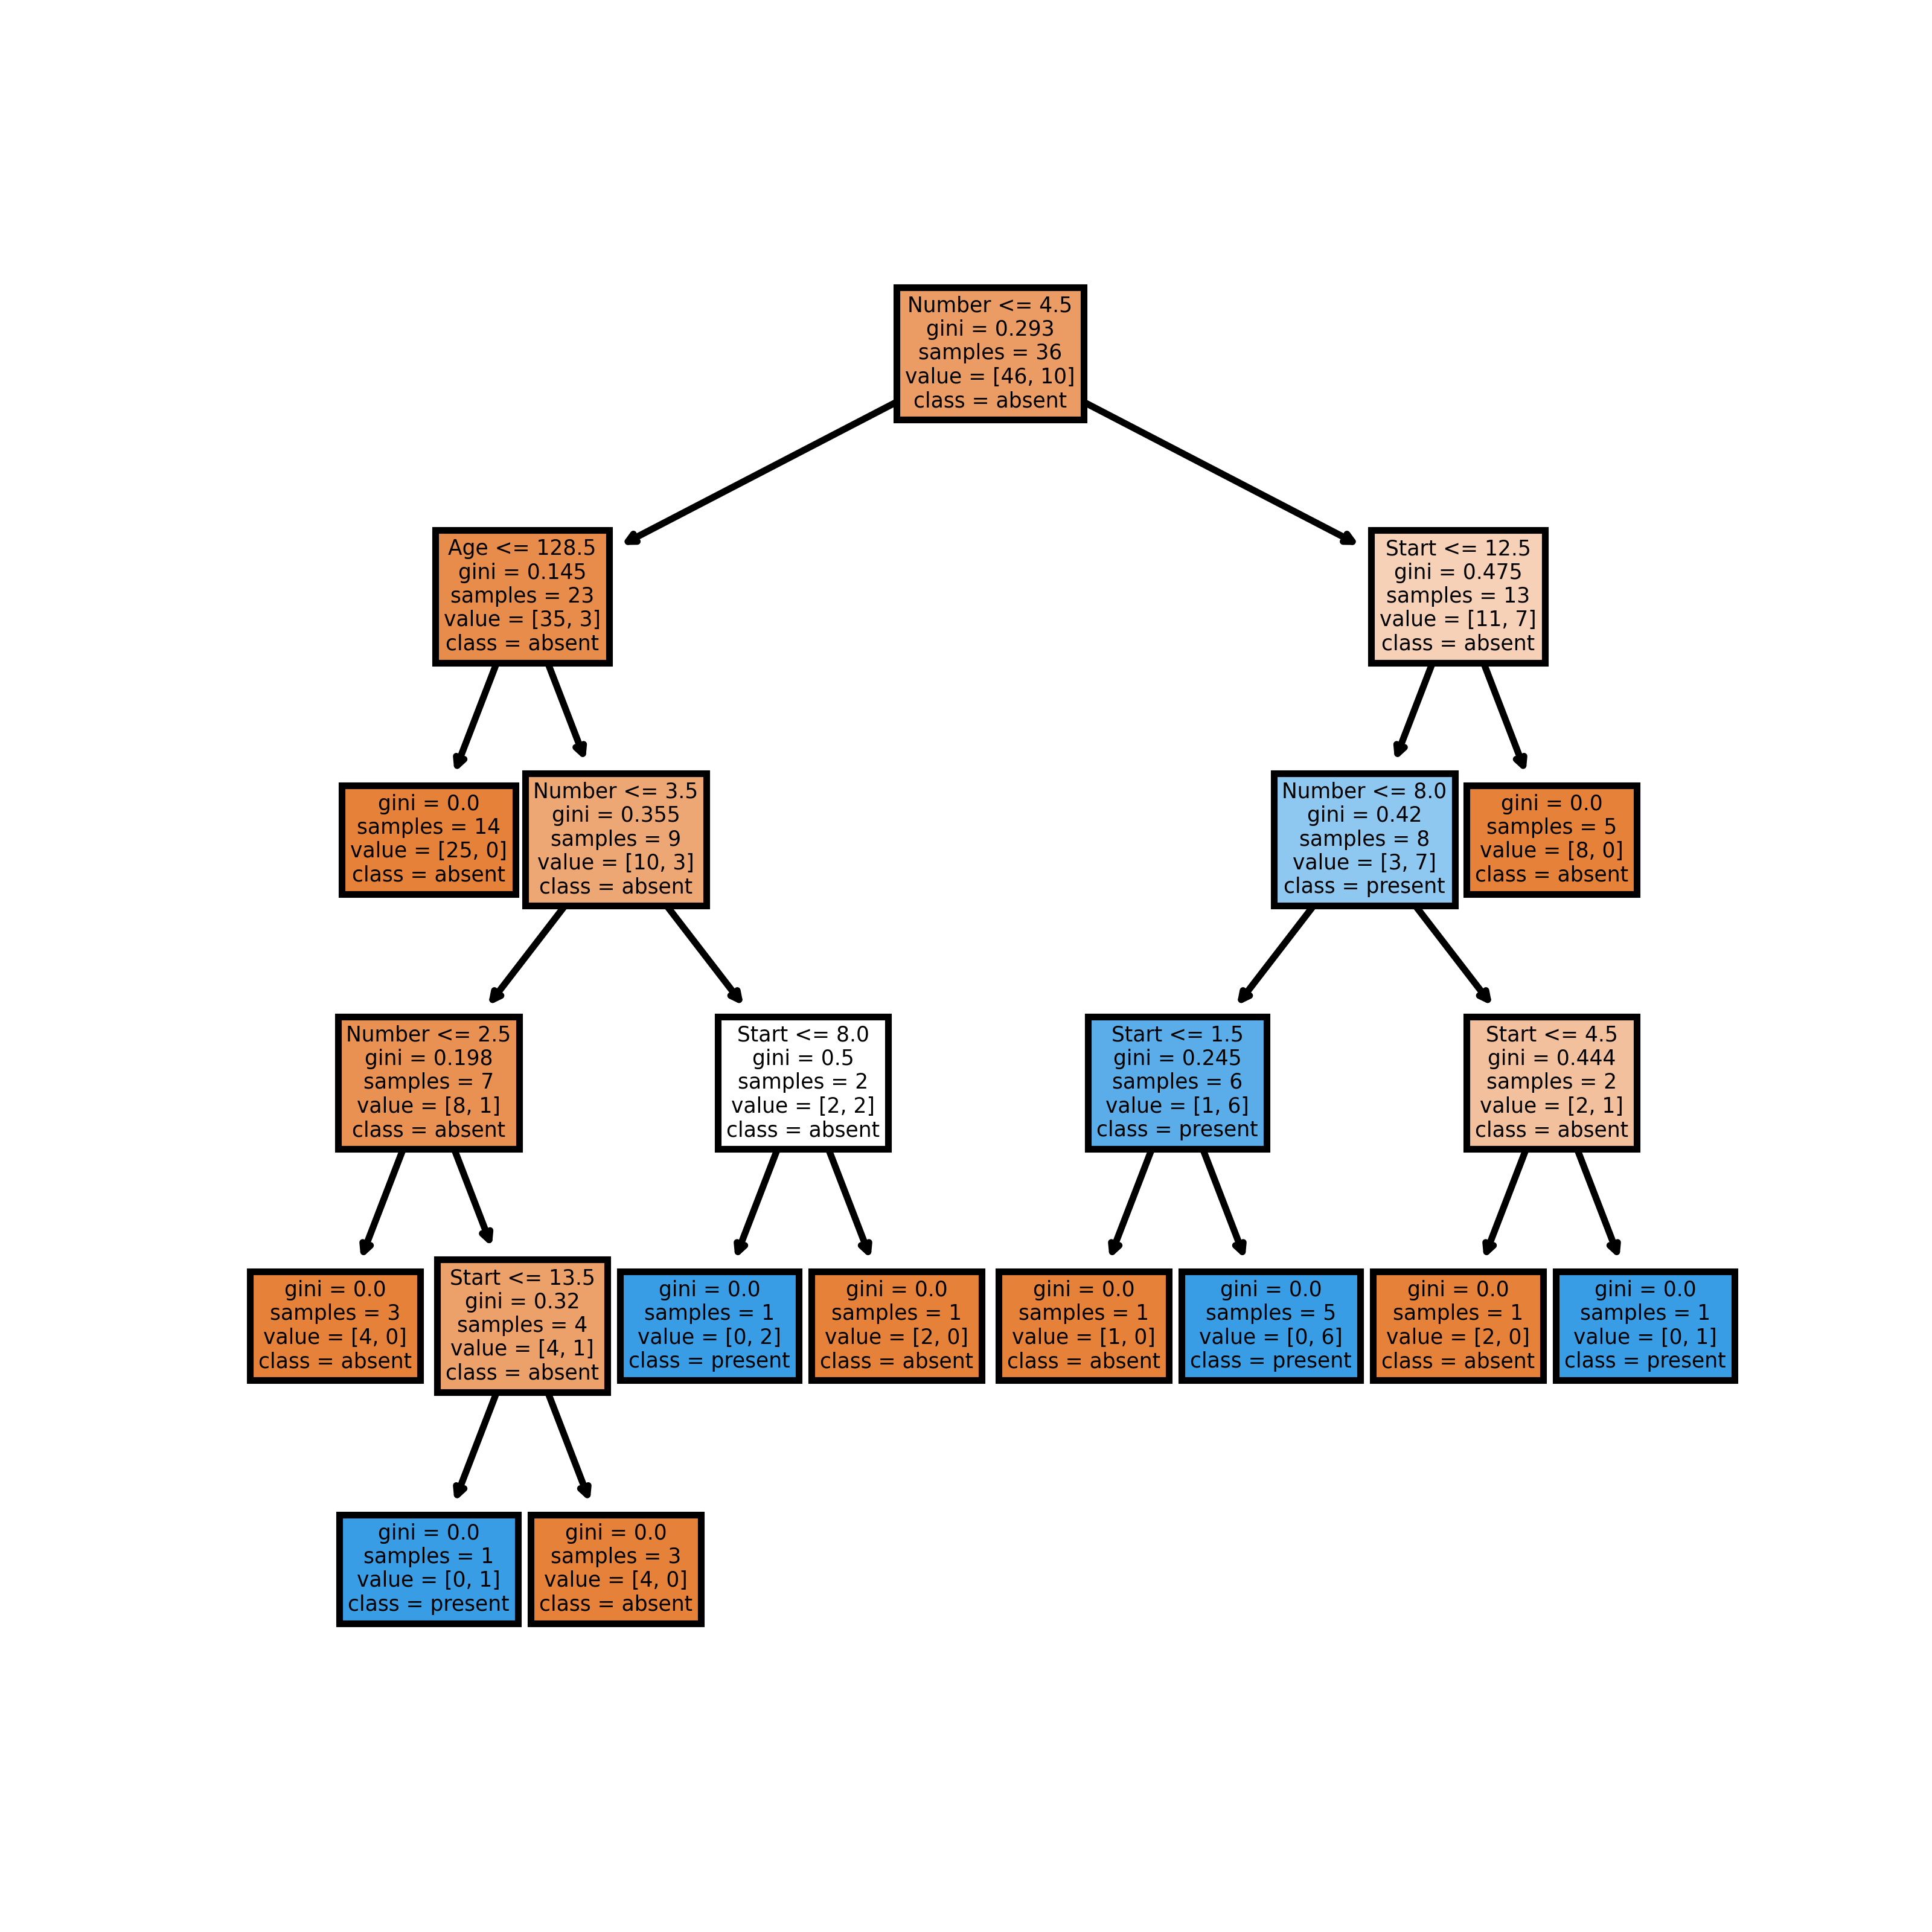 Number <= 4.5
gini = 0.293
samples = 36
value = [46, 10]
class = absent
Age <= 128.5
gini = 0.145
samples = 23
value = [35, 3]
class = absent
Start <= 12.5
gini = 0.475
samples = 13
value = [11, 7]
class = absent
gini = 0.0
samples = 14
value = [25, 0]
class = absent
Number <= 3.5
gini = 0.355
samples = 9
value = [10, 3]
class = absent
Number <= 8.0
gini = 0.42
samples = 8
value = [3, 7]
class = present
gini = 0.0
samples = 5
value = [8, 0]
class = absent
Number <= 2.5
gini = 0.198
samples = 7
value = [8, 1]
class = absent
Start <= 8.0
gini = 0.5
samples = 2
value = [2, 2]
class = absent
Start <= 1.5
gini = 0.245
samples = 6
value = [1, 6]
class = present
Start <= 4.5
gini = 0.444
samples = 2
value = [2, 1]
class = absent
gini = 0.0
samples = 3
value = [4, 0]
class = absent
Start <= 13.5
gini = 0.32
samples = 4
value = [4, 1]
class = absent
gini = 0.0
samples = 1
value = [0, 2]
class = present
gini = 0.0
samples = 1
value = [2, 0]
class = absent
gini = 0.0
samples = 1
value = [1, 0]
class = absent
gini = 0.0
samples = 5
value = [0, 6]
class = present
gini = 0.0
samples = 1
value = [2, 0]
class = absent
gini = 0.0
samples = 1
value = [0, 1]
class = present
gini = 0.0
samples = 1
value = [0, 1]
class = present
gini = 0.0
samples = 3
value = [4, 0]
class = absent